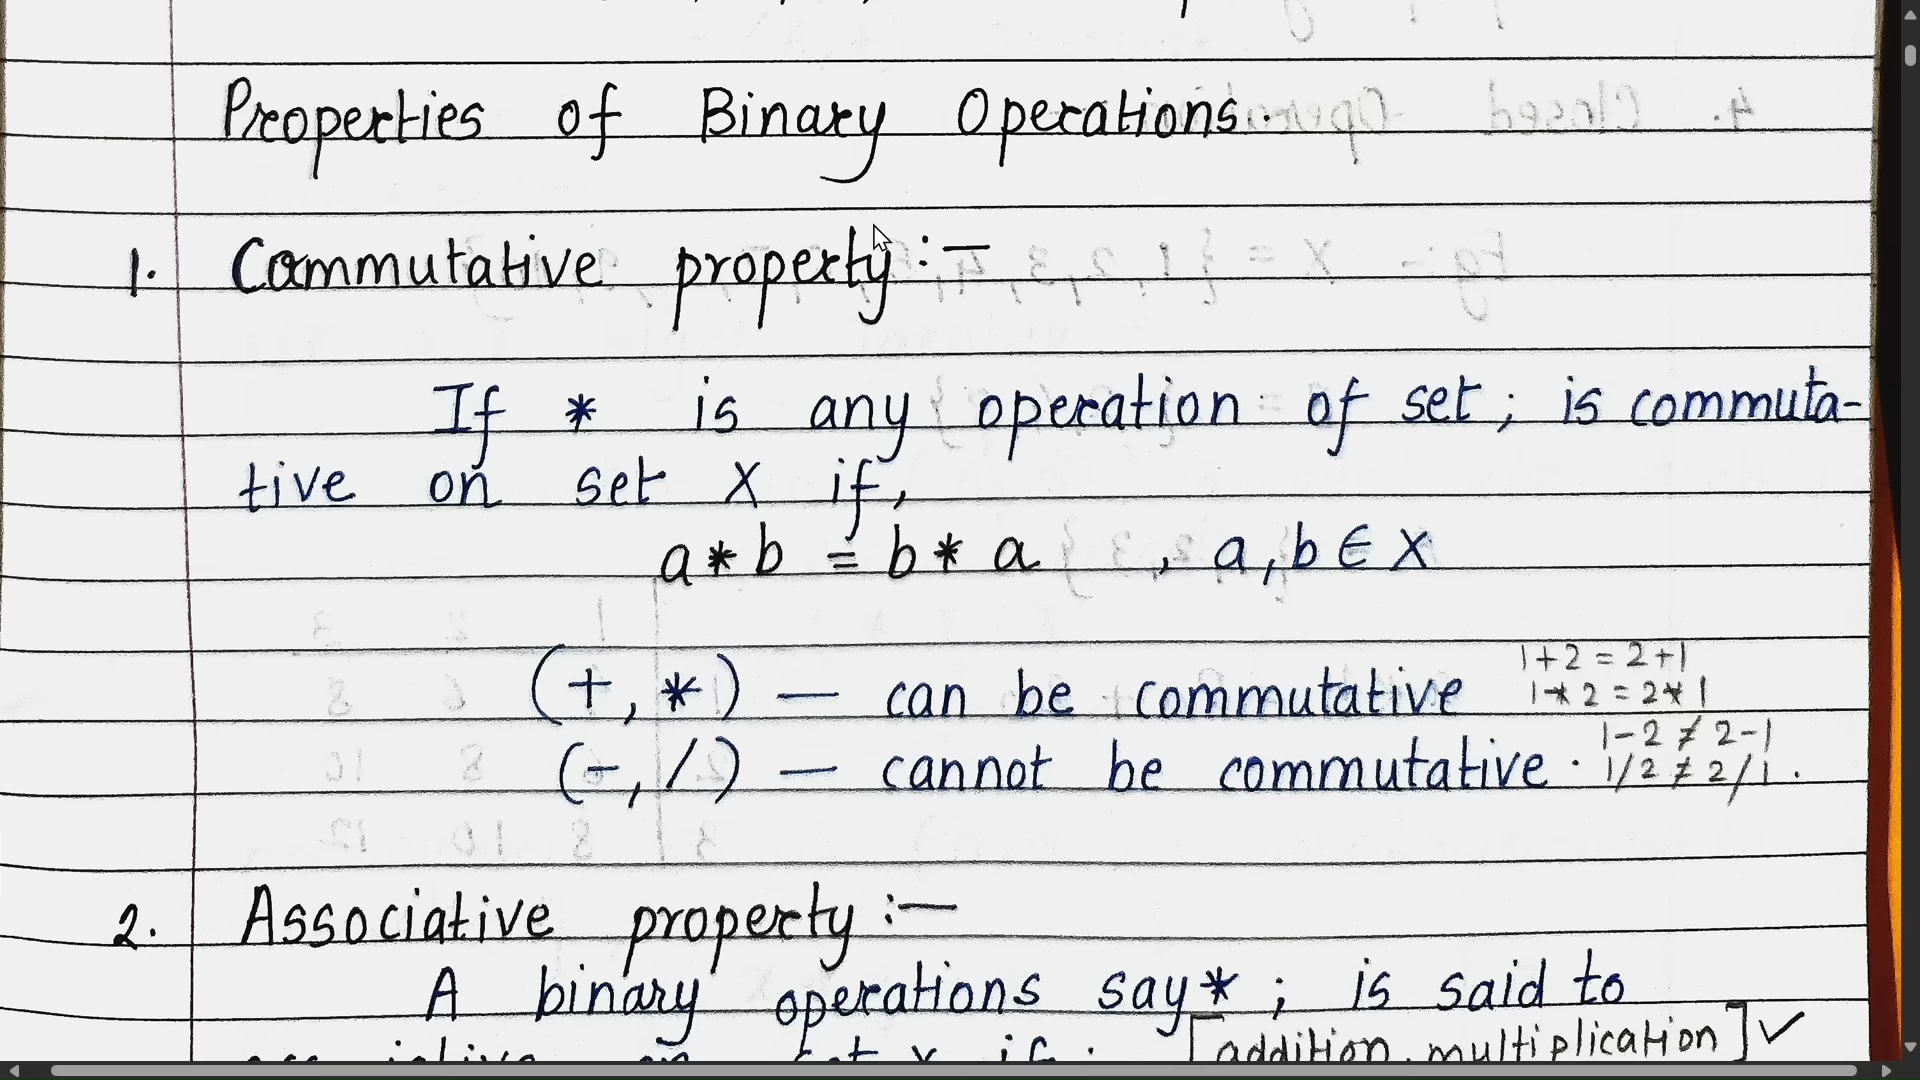 Properties of Binary Operations.
1. Commutative property :-
If * is any operation of set ; is commuta-
tive on set X if,
a * b = b * a , a, b ∈ X
(+, *) — can be commutative 1+2 = 2+1
1*2 = 2*1
(-, /) — cannot be commutative . 1-2 ≠ 2-1
1/2 ≠ 2/1 .
2. Associative property :-
A binary operations say * ; is said to
[addition, multiplication] ✓